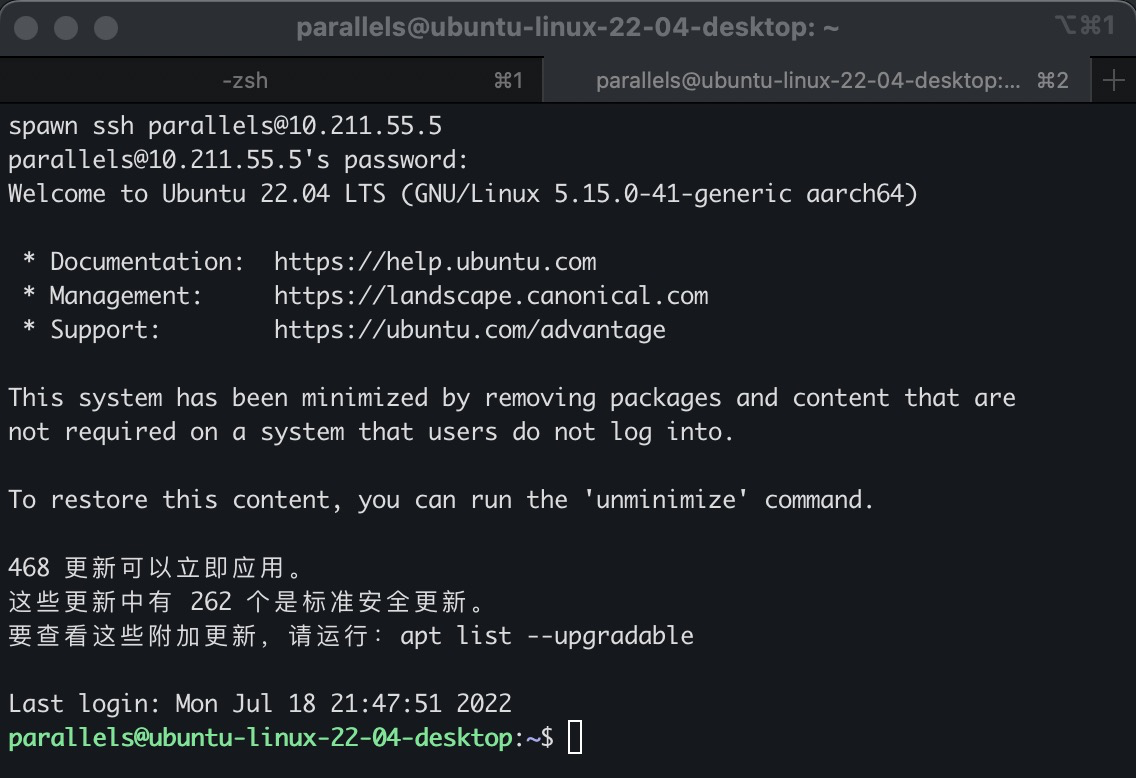 parallels@ubuntu-linux-22-04-desktop: ~
⌥⌘1
-zsh ⌘1 parallels@ubuntu-linux-22-04-desktop:... ⌘2 +
spawn ssh parallels@10.211.55.5
parallels@10.211.55.5's password:
Welcome to Ubuntu 22.04 LTS (GNU/Linux 5.15.0-41-generic aarch64)
* Documentation:  https://help.ubuntu.com
* Management:     https://landscape.canonical.com
* Support:        https://ubuntu.com/advantage
This system has been minimized by removing packages and content that are
not required on a system that users do not log into.
To restore this content, you can run the 'unminimize' command.
468 更新可以立即应用。
这些更新中有 262 个是标准安全更新。
要查看这些附加更新，请运行：apt list --upgradable
Last login: Mon Jul 18 21:47:51 2022
parallels@ubuntu-linux-22-04-desktop:~$